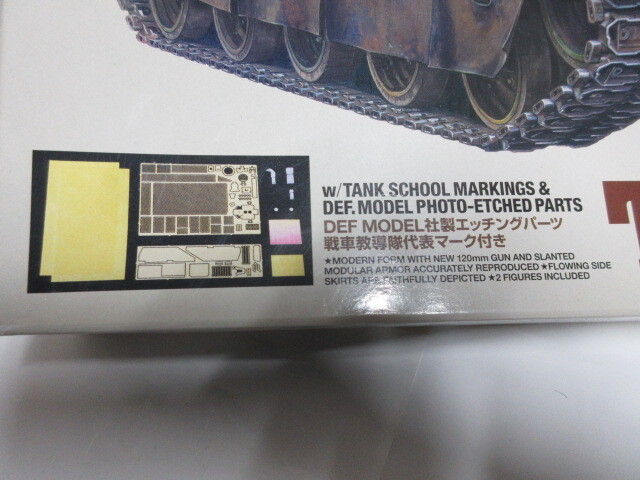 w/TANK SCHOOL MARKINGS &
DEF. MODEL PHOTO-ETCHED PARTS
DEF MODEL社製エッチングパーツ
戦車教導隊代表マーク付き
★MODERN FORM WITH NEW 120mm GUN AND SLANTED
MODULAR ARMOR ACCURATELY REPRODUCED ★FLOWING SIDE
SKIRTS ARE FAITHFULLY DEPICTED ★2 FIGURES INCLUDED